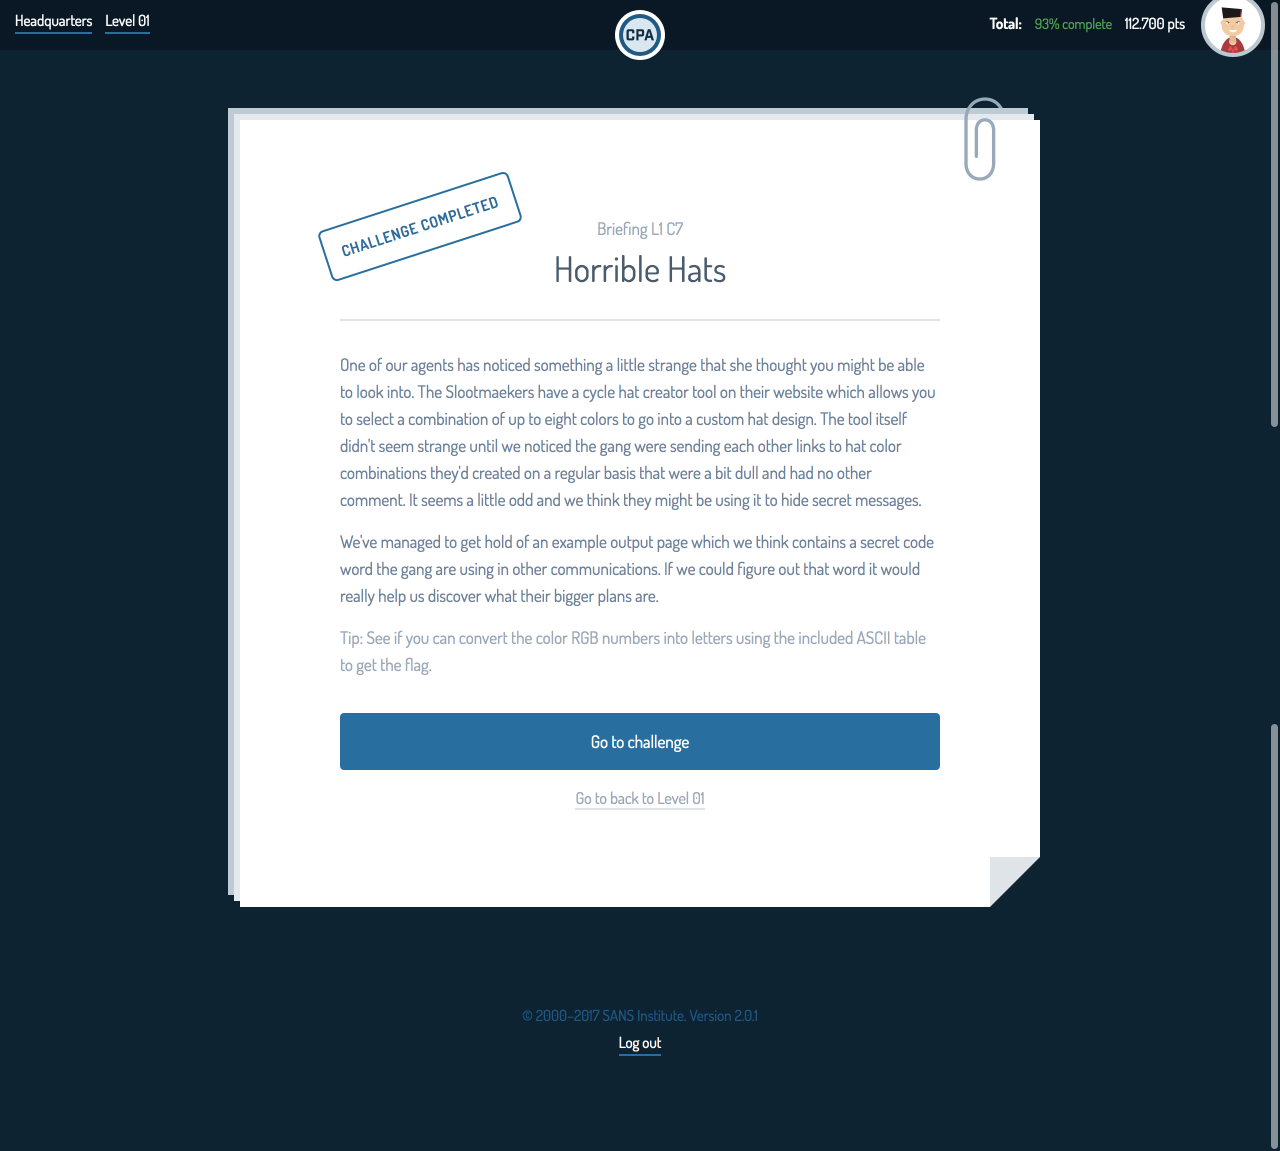 Headquarters Level 01
CPA
Total: 93% complete 112.700 pts
CHALLENGE COMPLETED
Briefing L1 C7
Horrible Hats
One of our agents has noticed something a little strange that she thought you might be able
to look into. The Slootmaekers have a cycle hat creator tool on their website which allows you
to select a combination of up to eight colors to go into a custom hat design. The tool itself
didn't seem strange until we noticed the gang were sending each other links to hat color
combinations they'd created on a regular basis that were a bit dull and had no other
comment. It seems a little odd and we think they might be using it to hide secret messages.
We've managed to get hold of an example output page which we think contains a secret code
word the gang are using in other communications. If we could figure out that word it would
really help us discover what their bigger plans are.
Tip: See if you can convert the color RGB numbers into letters using the included ASCII table
to get the flag.
Go to challenge
Go to back to Level 01
© 2000–2017 SANS Institute. Version 2.0.1
Log out